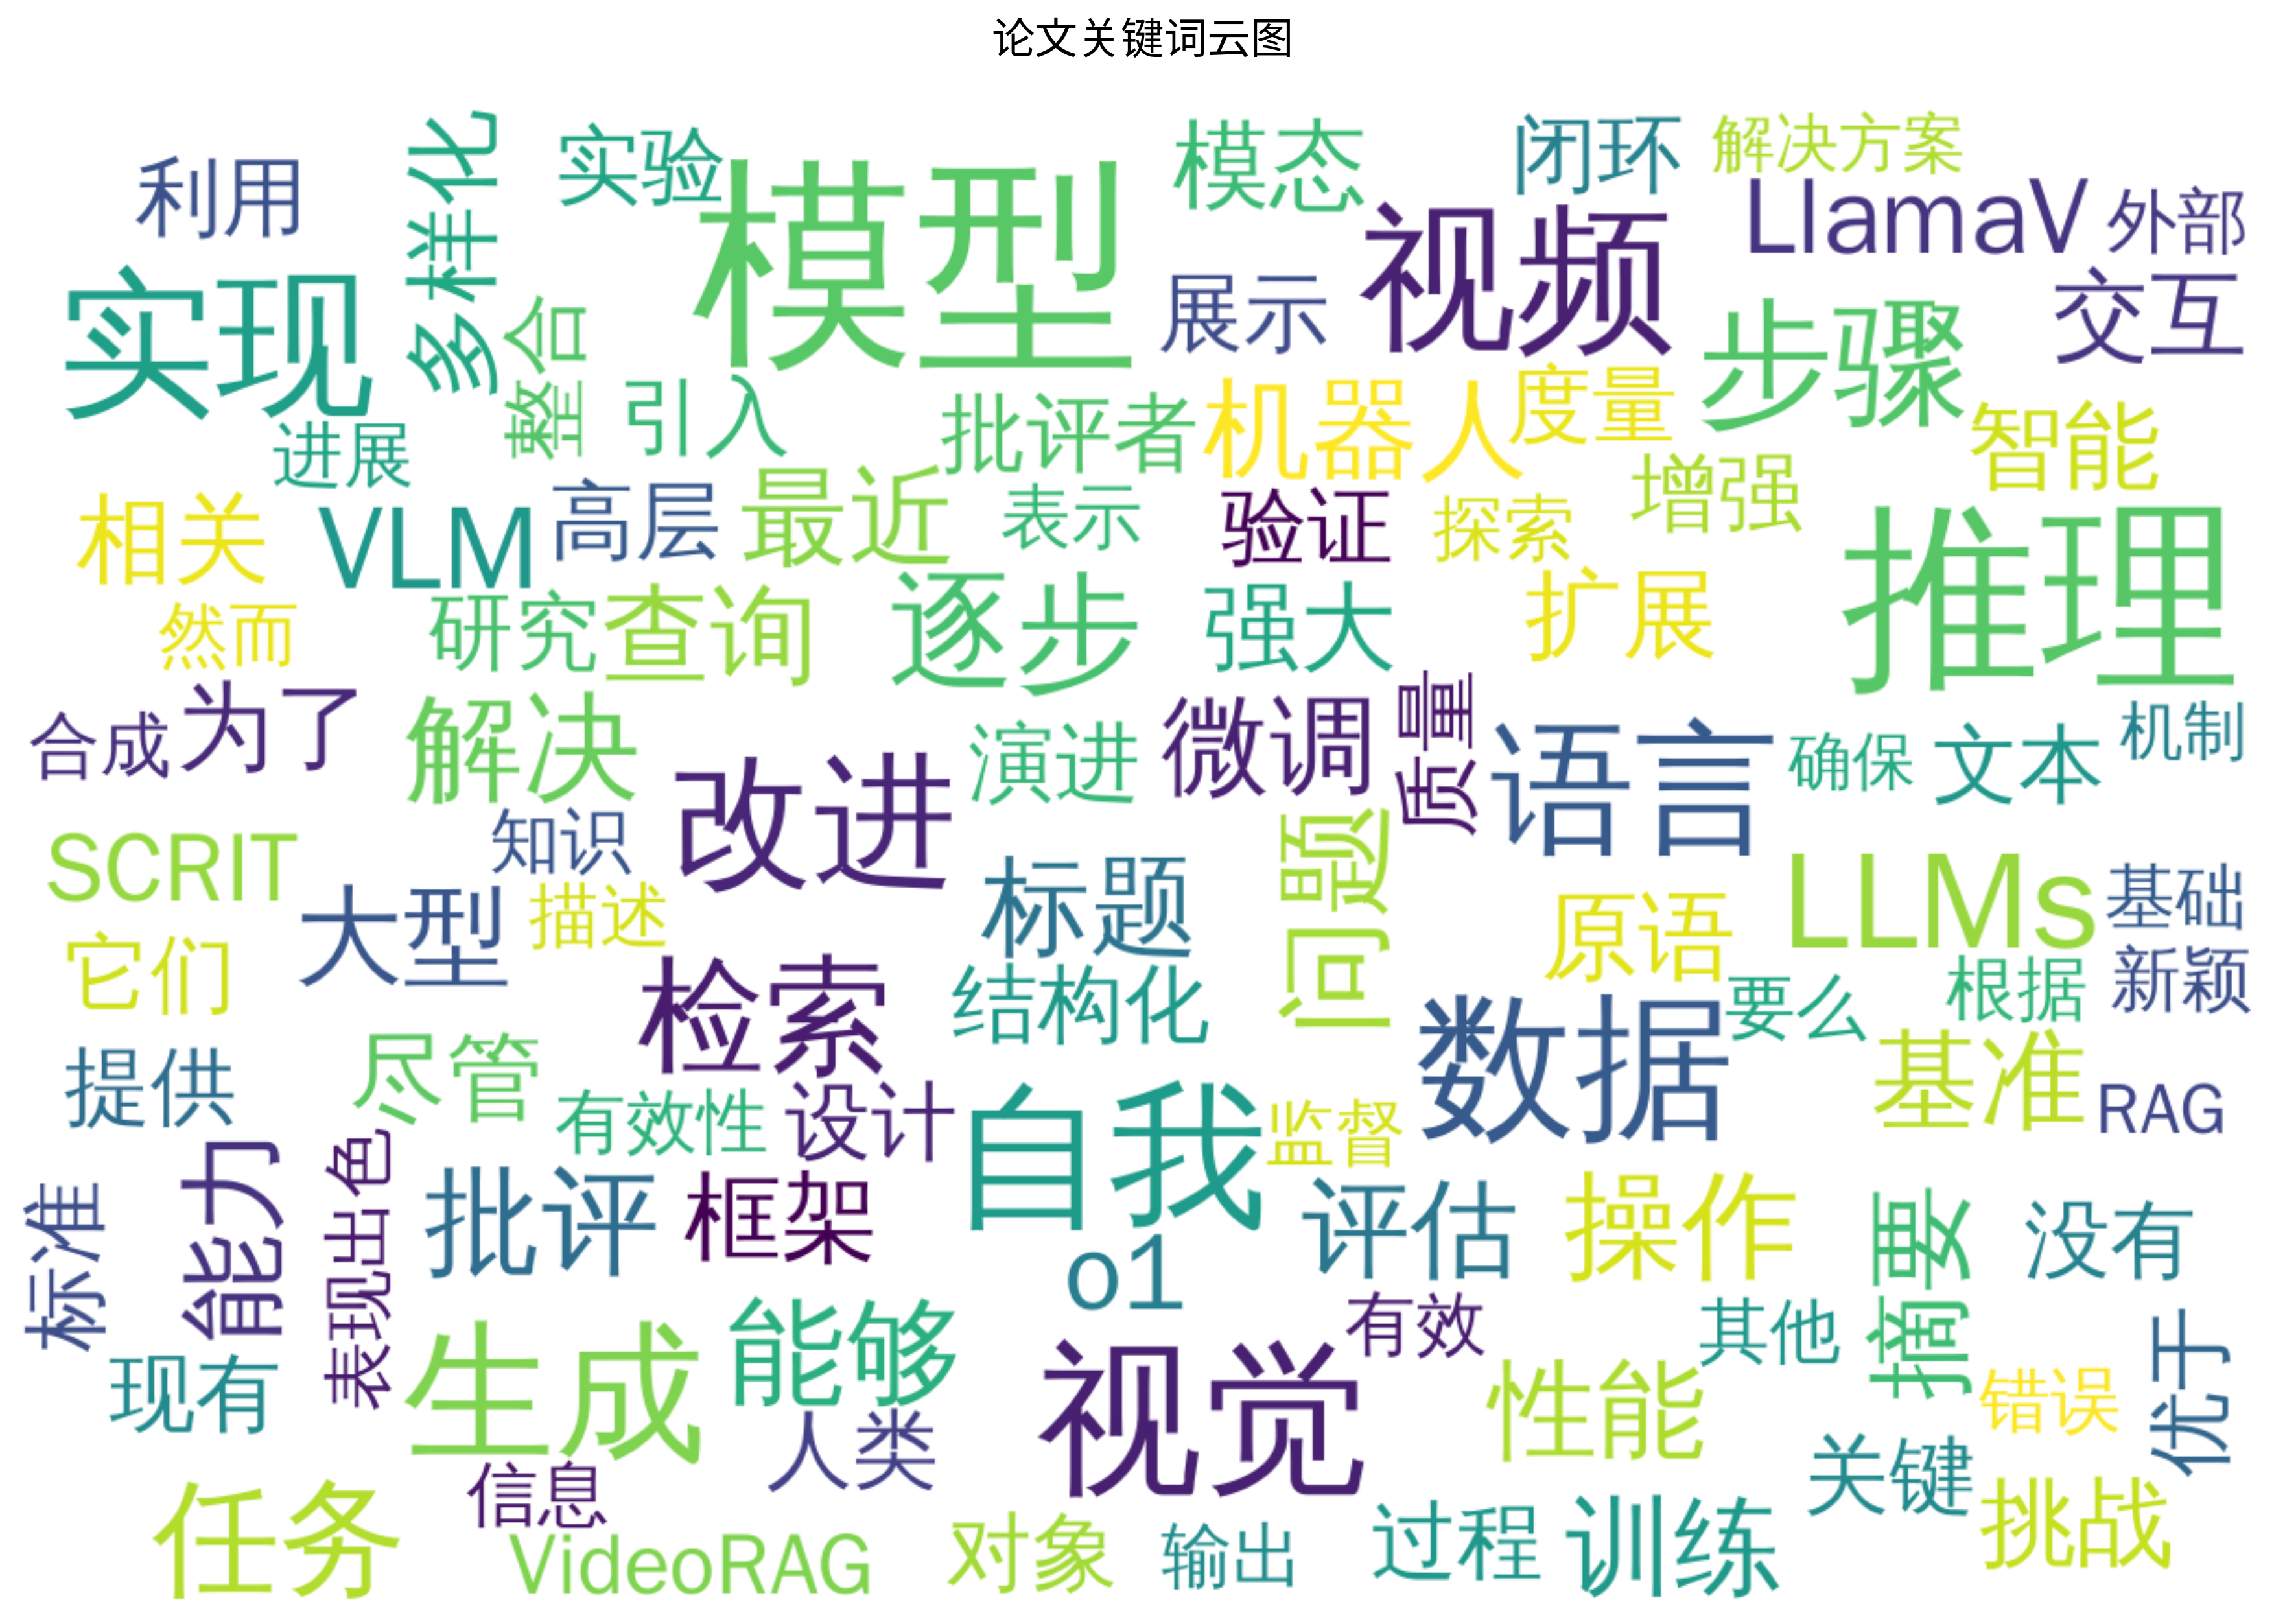 论文关键词云图
利用
多样化
实验
模型
模态
闭环
解决方案
LlamaV
外部
实现
整合
展示
视频
步骤
交互
进展
引入
批评者
机器人
度量
智能
相关
VLM
高层
最近
表示
验证
探索
增强
推理
然而
研究
查询
逐步
强大
扩展
合成
为了
解决
改进
演进
微调
质量
语言
确保
文本
机制
SCRIT
知识
大型
描述
标题
问题
原语
LLMs
基础
它们
检索
结构化
数据
要么
根据
新颖
提供
尽管
有效性
设计
自我
监督
基准
RAG
标准
能力
表现出色
批评
框架
o1
评估
操作
摘要
没有
现有
生成
能够
视觉
有效
其他
性能
错误
优于
人类
信息
关键
任务
VideoRAG
对象
输出
过程
训练
挑战